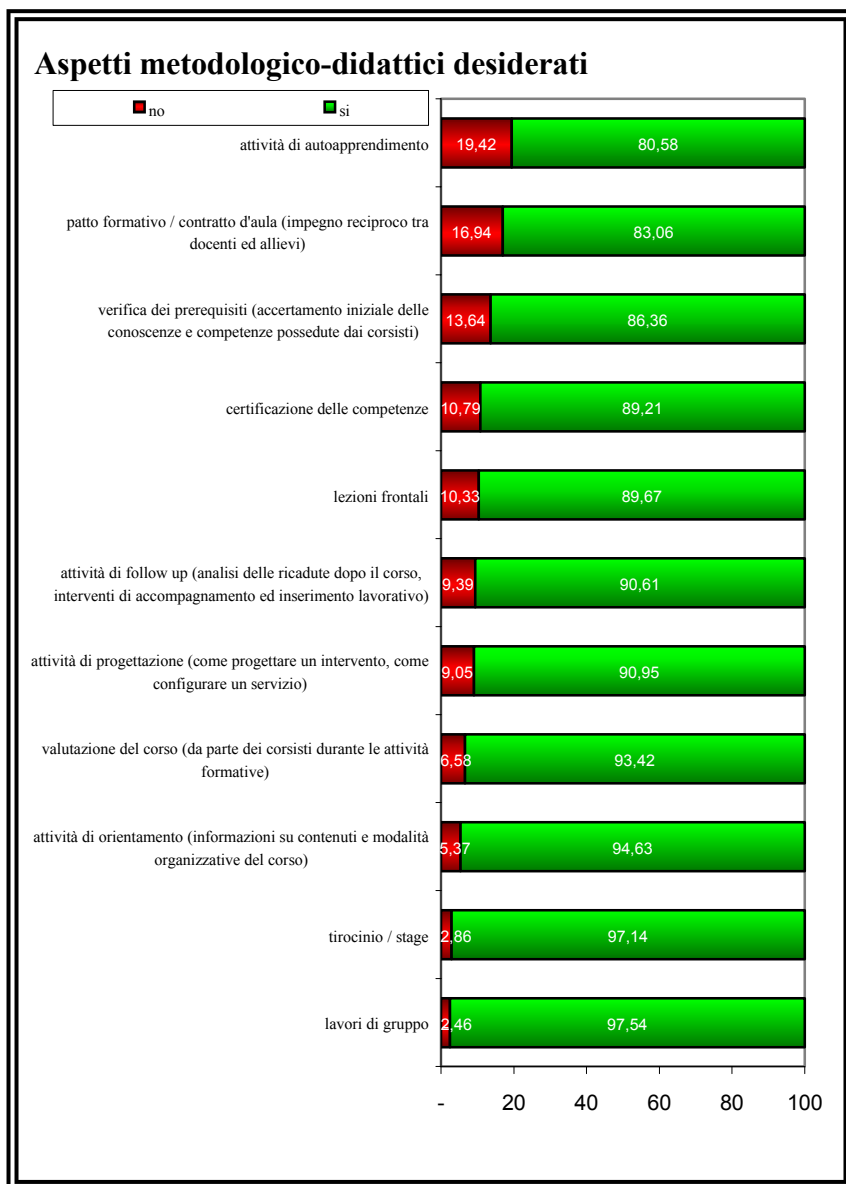 Aspetti metodologico-didattici desiderati
no si
attività di autoapprendimento
19,42 80,58
patto formativo / contratto d'aula (impegno reciproco tra
docenti ed allievi)
16,94 83,06
verifica dei prerequisiti (accertamento iniziale delle
conoscenze e competenze possedute dai corsisti)
13,64 86,36
certificazione delle competenze
10,79 89,21
lezioni frontali
10,33 89,67
attività di follow up (analisi delle ricadute dopo il corso,
interventi di accompagnamento ed inserimento lavorativo)
9,39 90,61
attività di progettazione (come progettare un intervento, come
configurare un servizio)
9,05 90,95
valutazione del corso (da parte dei corsisti durante le attività
formative)
6,58 93,42
attività di orientamento (informazioni su contenuti e modalità
organizzative del corso)
5,37 94,63
tirocinio / stage
2,86 97,14
lavori di gruppo
2,46 97,54
- 20 40 60 80 100